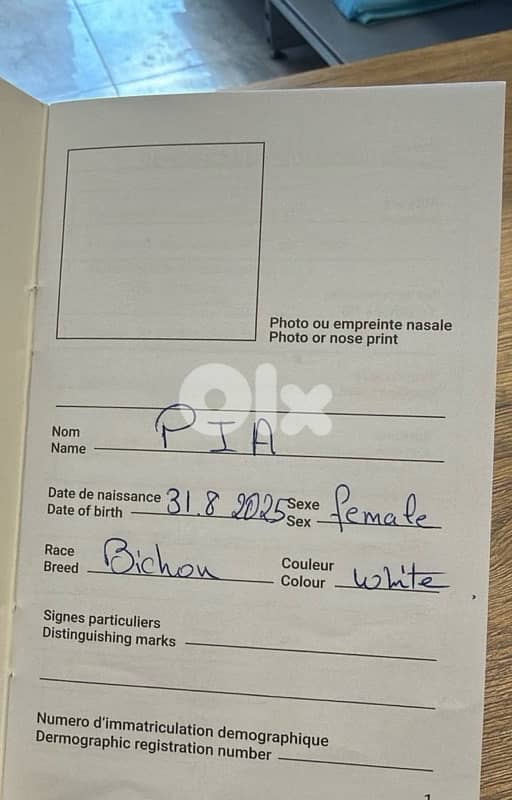 Photo ou empreinte nasale
Photo or nose print
olx
Nom
Name PIA
Date de naissance
Date of birth 31.8 2025 Sexe
Sex female
Race
Breed Bichon
Couleur
Colour white
Signes particuliers
Distinguishing marks
Numero d'immatriculation demographique
Dermographic registration number
1